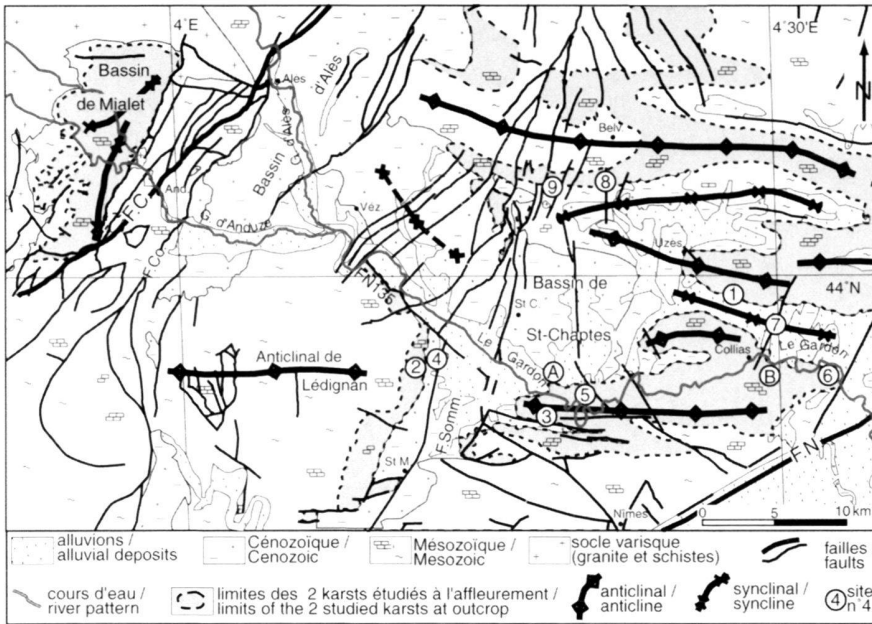 4°E
4°30'E
Bassin
de Mialet
Ales
Bassin
d'Alès
G. d'Alès
N
Belv
And
F.C.
G. d'Anduze
Véz
F.Co
9
8
Uzes
44°N
Bassin de
St-Chaptes
St C.
1
FN136
7
Le Gardon
Collias
Le Gardon
Anticlinal de
Lédignan
2
4
A
5
B
6
3
F.Somm.
St M.
F.N.
Nîmes
0 5 10 km
alluvions /
alluvial deposits
Cénozoïque /
Cenozoic
Mésozoïque /
Mesozoic
socle varisque
(granite et schistes)
failles /
faults
cours d'eau /
river pattern
limites des 2 karsts étudiés à l'affleurement /
limits of the 2 studied karsts at outcrop
anticlinal /
anticline
synclinal /
syncline
4
site
n°4